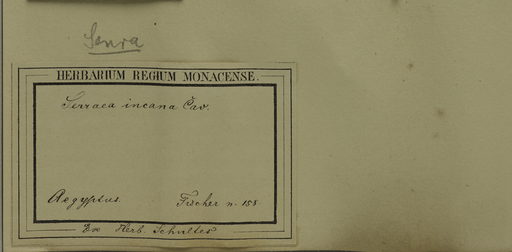 Senra
HERBARIUM REGIUM MONACENSE.
Serraea incana Cav.
Aegyptus. Fischer n. 158
Ex Herb. Schultes